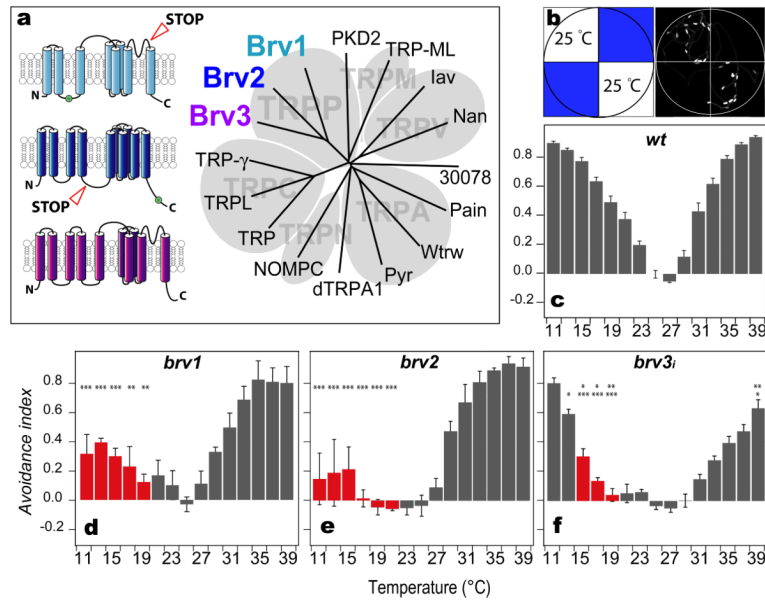 a
STOP
N
C
STOP
N
C
N
C
Brv1
Brv2
Brv3
PKD2
TRP-ML
Iav
Nan
30078
Pain
Wtrw
Pyr
dTRPA1
NOMPC
TRP
TRPL
TRP-γ
TRPP
TRPM
TRPV
TRPA
TRPN
TRPC
b
25 °C
25 °C
wt
0.8
0.6
0.4
0.2
0.0
-0.2
c
11 15 19 23 27 31 35 39
brv1
*** *** *** ** **
Avoidance index
0.8
0.6
0.4
0.2
0.0
-0.2
d
11 15 19 23 27 31 35 39
brv2
*** *** *** *** *** ***
e
11 15 19 23 27 31 35 39
brv3i
* * ** **
* *** *** *** *
f
11 15 19 23 27 31 35 39
Temperature (°C)